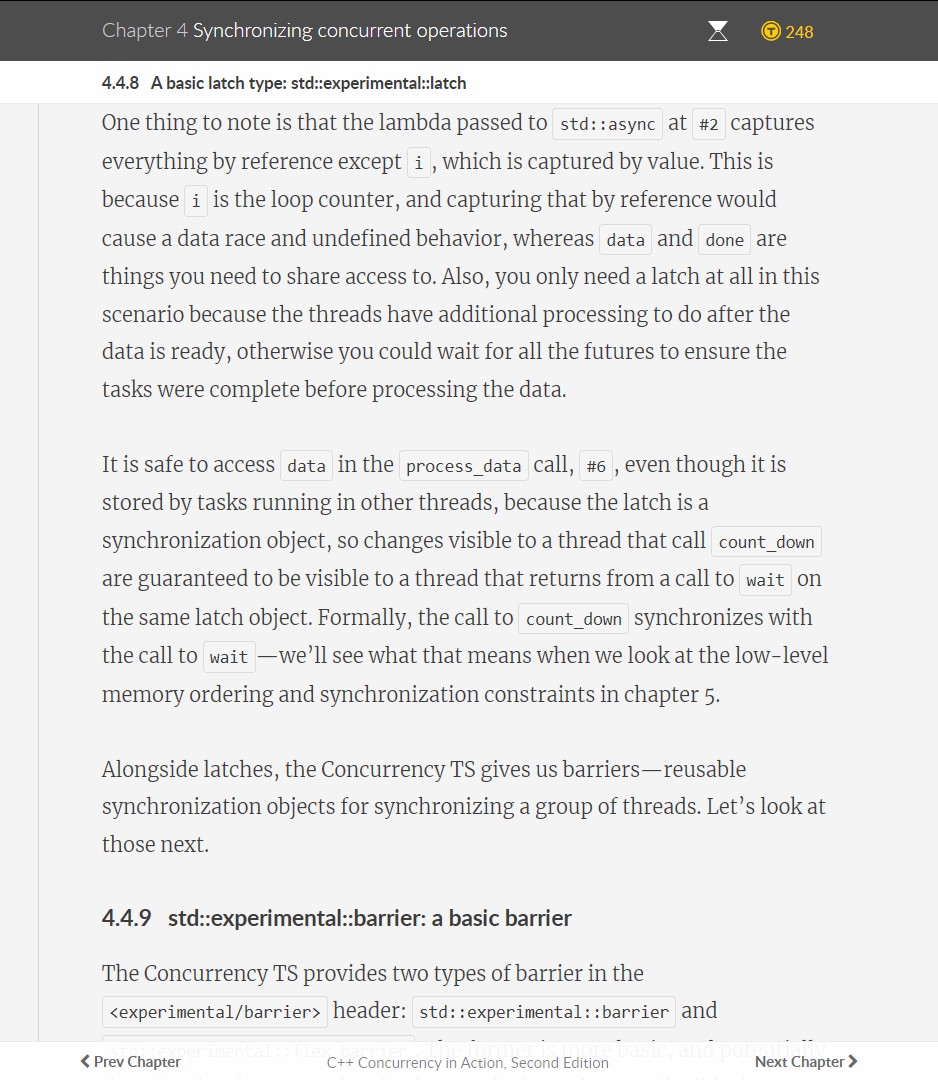 Chapter 4 Synchronizing concurrent operations
248
4.4.8 A basic latch type: std::experimental::latch
One thing to note is that the lambda passed to std::async at #2 captures
everything by reference except i, which is captured by value. This is
because i is the loop counter, and capturing that by reference would
cause a data race and undefined behavior, whereas data and done are
things you need to share access to. Also, you only need a latch at all in this
scenario because the threads have additional processing to do after the
data is ready, otherwise you could wait for all the futures to ensure the
tasks were complete before processing the data.
It is safe to access data in the process_data call, #6, even though it is
stored by tasks running in other threads, because the latch is a
synchronization object, so changes visible to a thread that call count_down
are guaranteed to be visible to a thread that returns from a call to wait on
the same latch object. Formally, the call to count_down synchronizes with
the call to wait—we’ll see what that means when we look at the low-level
memory ordering and synchronization constraints in chapter 5.
Alongside latches, the Concurrency TS gives us barriers—reusable
synchronization objects for synchronizing a group of threads. Let’s look at
those next.
4.4.9 std::experimental::barrier: a basic barrier
The Concurrency TS provides two types of barrier in the
<experimental/barrier> header: std::experimental::barrier and
std::experimental::flex_barrier. The former is more basic, and potentially
Prev Chapter
C++ Concurrency in Action, Second Edition
Next Chapter